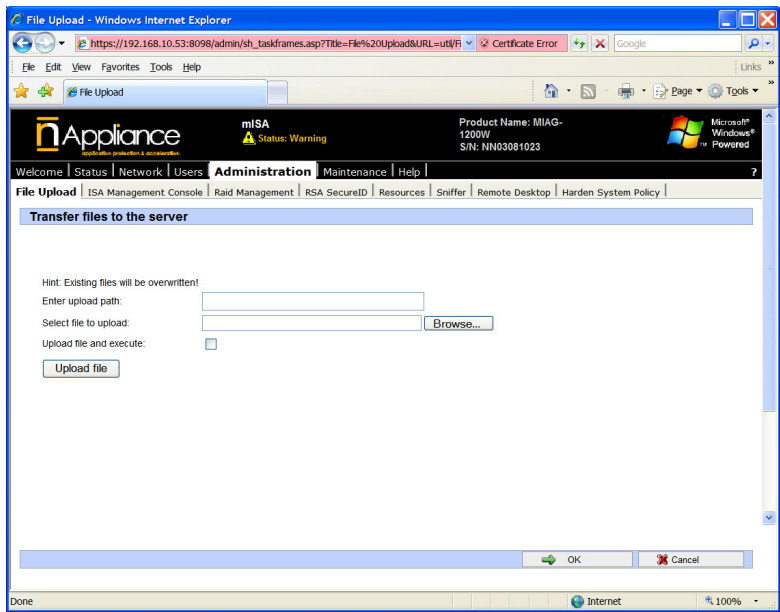 File Upload - Windows Internet Explorer
https://192.168.10.53:8098/admin/sh_taskframes.asp?Title=File%20Upload&URL=util/Fi
Certificate Error
Google
File Edit View Favorites Tools Help
Links »
File Upload
Page Tools »
nAppliance
application protection & acceleration
mISA
Status: Warning
Product Name: MIAG-
1200W
S/N: NN03081023
Microsoft®
Windows®
Powered
TM
Welcome | Status | Network | Users | Administration | Maintenance | Help | ?
File Upload | ISA Management Console | Raid Management | RSA SecureID | Resources | Sniffer | Remote Desktop | Harden System Policy |
Transfer files to the server
Hint: Existing files will be overwritten!
Enter upload path:
Select file to upload:
Browse...
Upload file and execute:
Upload file
OK
Cancel
Done
Internet
100%